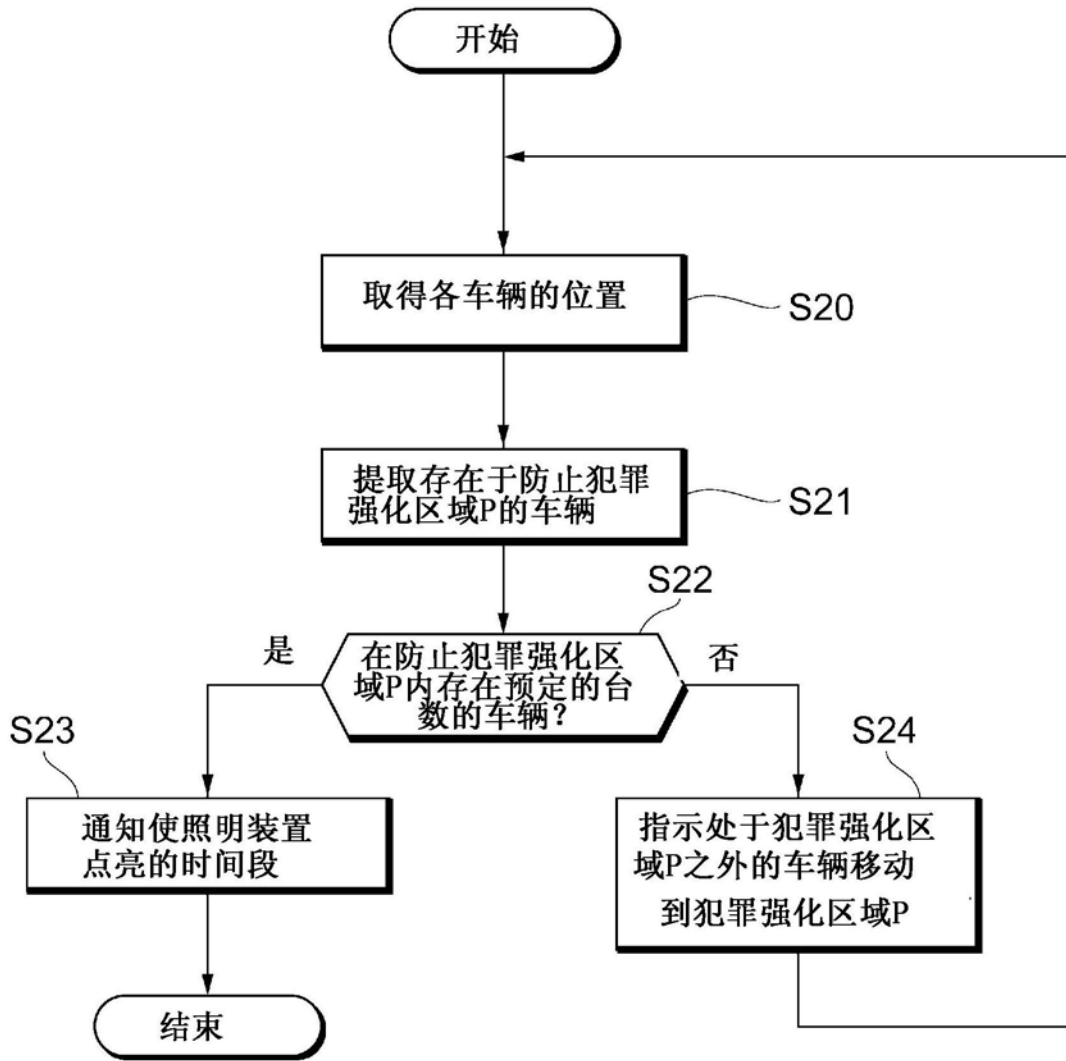 开始
取得各车辆的位置
S20
提取存在于防止犯罪
强化区域P的车辆
S21
S22
是
在防止犯罪强化区
域P内存在预定的台
数的车辆？
否
S23
通知使照明装置
点亮的时间段
S24
指示处于犯罪强化区
域P之外的车辆移动
到犯罪强化区域P
结束